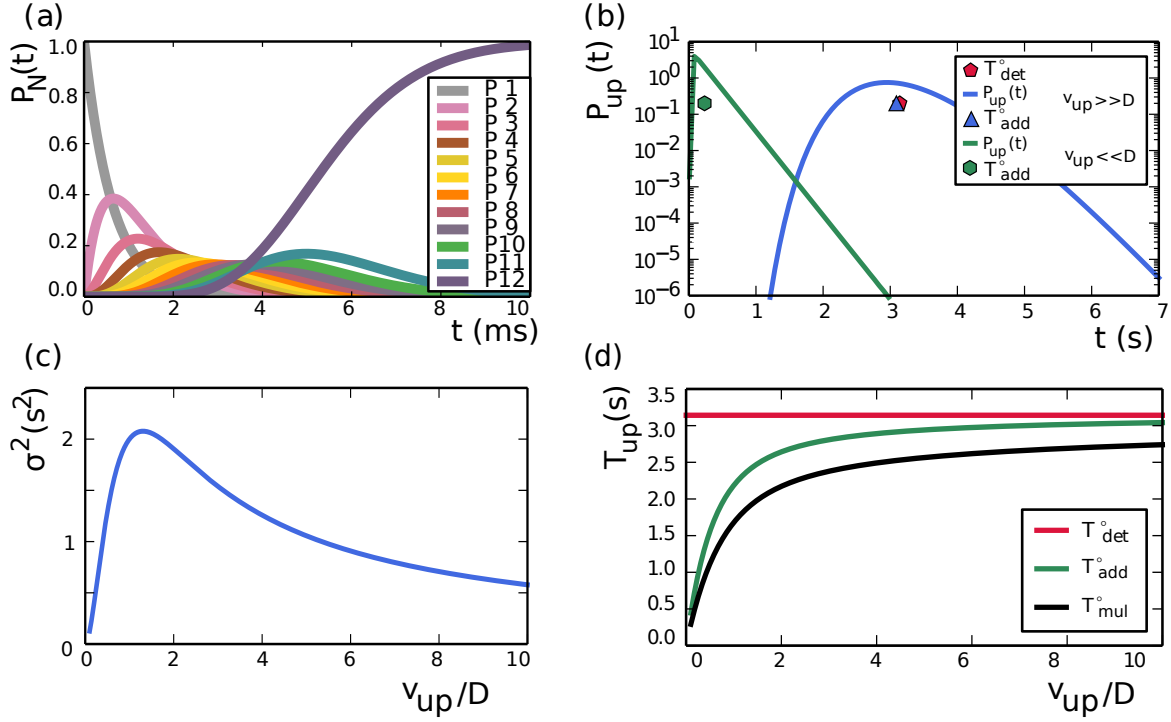 (a)
P_N(t)
1.0
0.8
0.6
0.4
0.2
0.0
P 1
P 2
P 3
P 4
P 5
P 6
P 7
P 8
P 9
P10
P11
P12
0 2 4 6 8 10
t (ms)
(b)
P_up(t)
10^1
10^0
10^-1
10^-2
10^-3
10^-4
10^-5
10^-6
T°_det
P_up(t)
T°_add
P_up(t)
T°_add
v_up>>D
v_up<<D
0 1 2 3 4 5 6 7
t (s)
(c)
σ^2(s^2)
2
1
0
0 2 4 6 8 10
v_up/D
(d)
T_up(s)
3.5
3.0
2.5
2.0
1.5
1.0
0.5
0.0
T°_det
T°_add
T°_mul
0 2 4 6 8 10
v_up/D